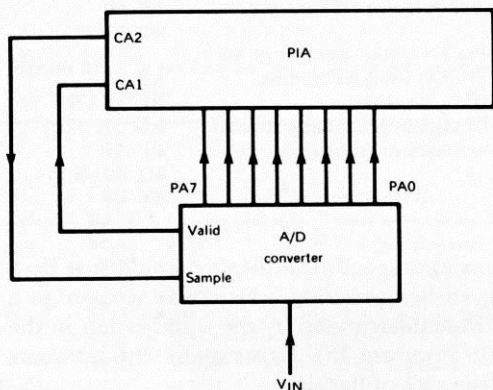 CA2
PIA
CA1
PA7
PA0
Valid
A/D
converter
Sample
VIN